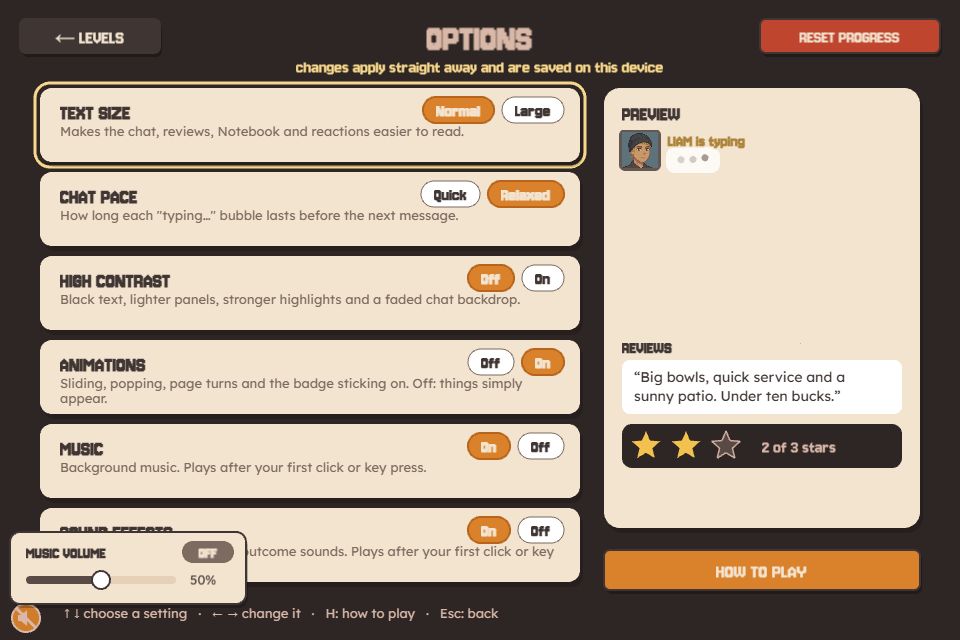 ← LEVELS
OPTIONS
RESET PROGRESS
changes apply straight away and are saved on this device
TEXT SIZE
Normal
Large
Makes the chat, reviews, Notebook and reactions easier to read.
CHAT PACE
Quick
Relaxed
How long each "typing…" bubble lasts before the next message.
HIGH CONTRAST
Off
On
Black text, lighter panels, stronger highlights and a faded chat backdrop.
ANIMATIONS
Off
On
Sliding, popping, page turns and the badge sticking on. Off: things simply
appear.
MUSIC
On
Off
Background music. Plays after your first click or key press.
On
Off
outcome sounds. Plays after your first click or key
MUSIC VOLUME
OFF
50%
↑ ↓ choose a setting · ← → change it · H: how to play · Esc: back
PREVIEW
LIAM is typing
REVIEWS
“Big bowls, quick service and a
sunny patio. Under ten bucks.”
2 of 3 stars
HOW TO PLAY